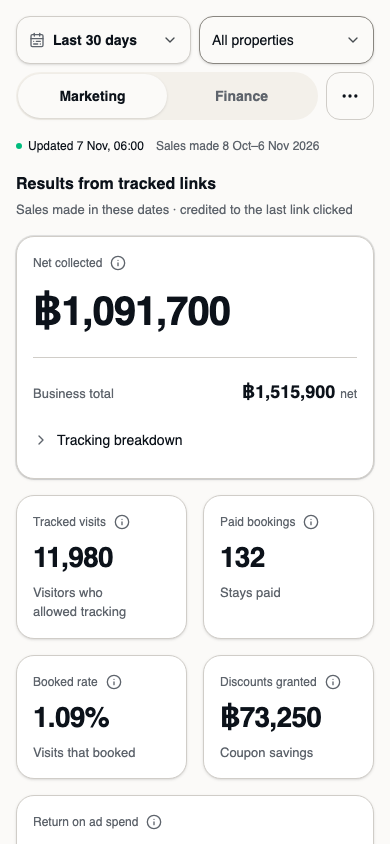 Last 30 days
All properties
Marketing
Finance
Updated 7 Nov, 06:00 Sales made 8 Oct–6 Nov 2026
Results from tracked links
Sales made in these dates · credited to the last link clicked
Net collected
฿1,091,700
Business total ฿1,515,900 net
Tracking breakdown
Tracked visits
11,980
Visitors who
allowed tracking
Paid bookings
132
Stays paid
Booked rate
1.09%
Visits that booked
Discounts granted
฿73,250
Coupon savings
Return on ad spend